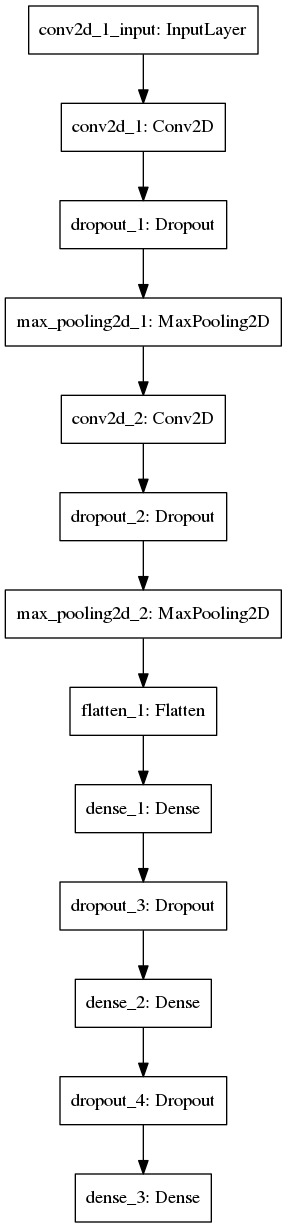 conv2d_1_input: InputLayer
conv2d_1: Conv2D
dropout_1: Dropout
max_pooling2d_1: MaxPooling2D
conv2d_2: Conv2D
dropout_2: Dropout
max_pooling2d_2: MaxPooling2D
flatten_1: Flatten
dense_1: Dense
dropout_3: Dropout
dense_2: Dense
dropout_4: Dropout
dense_3: Dense